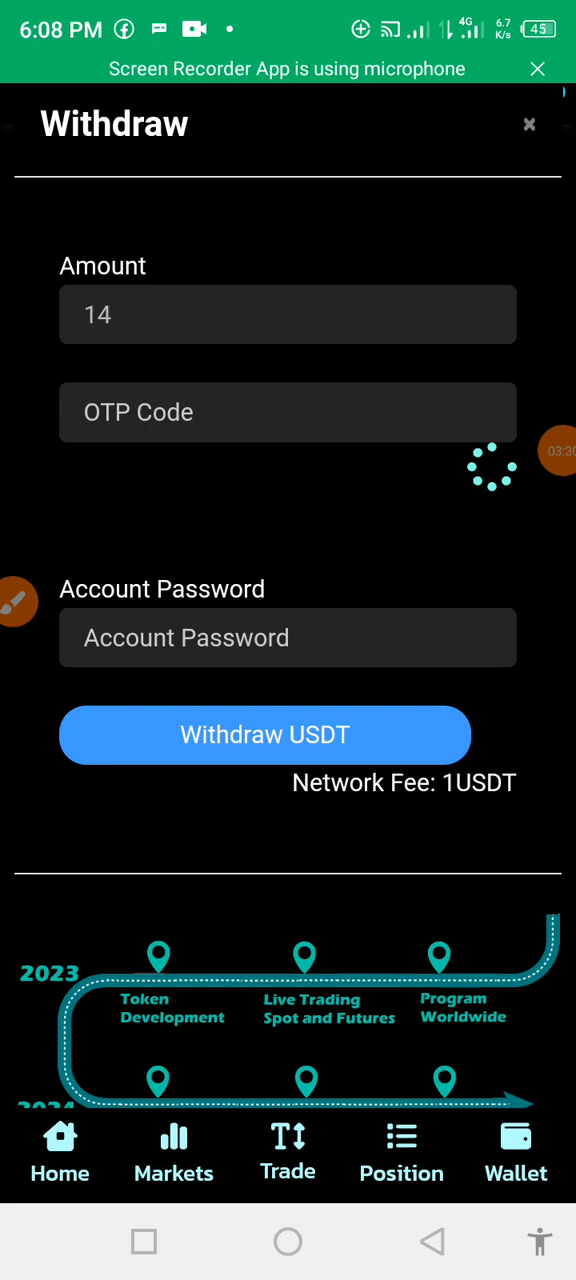 6:08 PM 4G 6.7 K/s 45
Screen Recorder App is using microphone
Withdraw
Amount
14
OTP Code
03:30
Account Password
Account Password
Withdraw USDT
Network Fee: 1USDT
2023
Token Development
Live Trading Spot and Futures
Program Worldwide
2024
Home Markets Trade Position Wallet